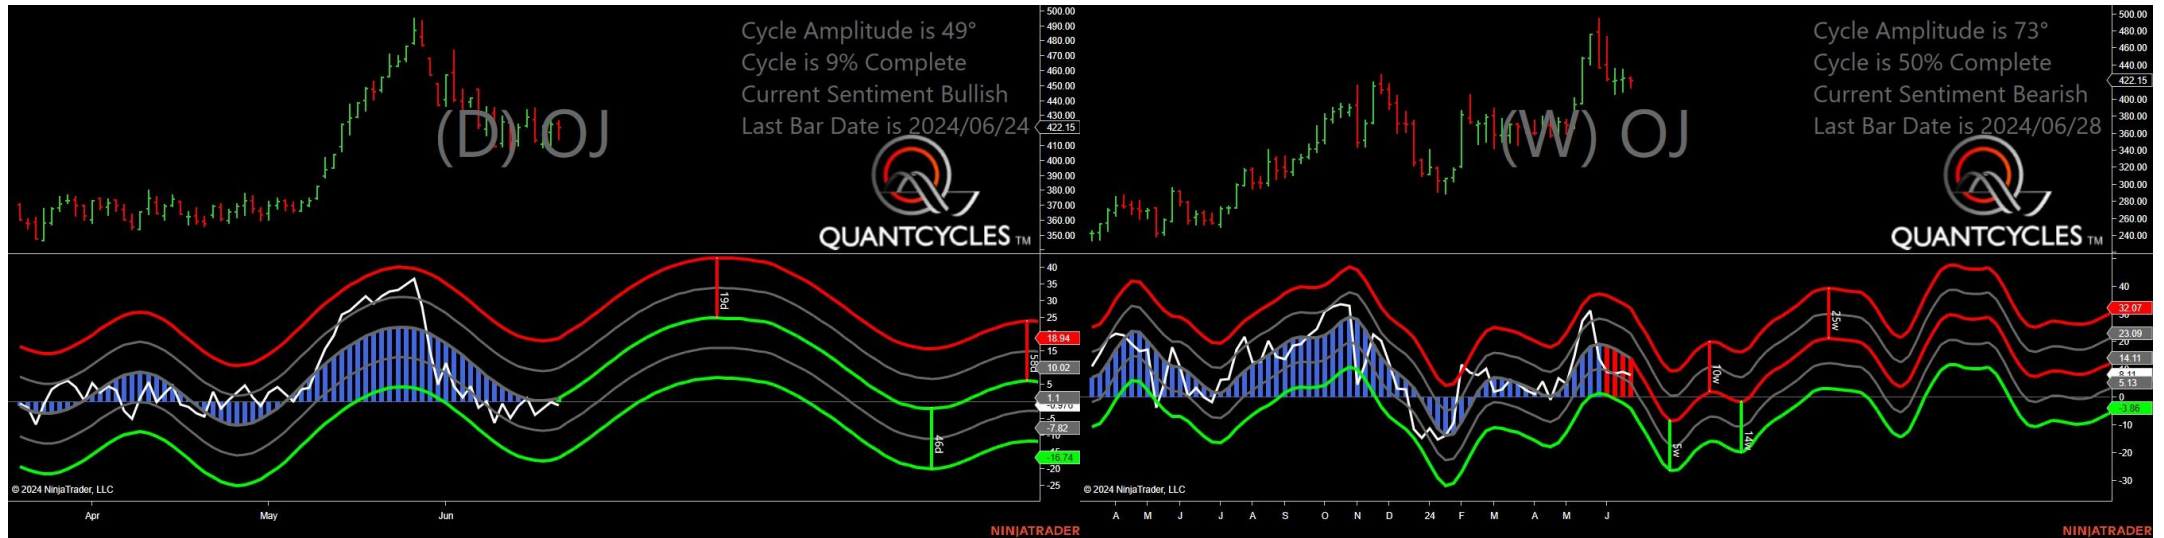 500.00
490.00
480.00
470.00
460.00
450.00
440.00
430.00
422.15
410.00
400.00
390.00
380.00
370.00
360.00
350.00
Cycle Amplitude is 49°
Cycle is 9% Complete
Current Sentiment Bullish
Last Bar Date is 2024/06/24
(D) OJ
QUANTCYCLES TM
40
35
30
25
18.94
15
10.02
5
1.1
-0.970
-5
-7.82
-10
-16.74
-20
-25
19d
46d
58d
© 2024 NinjaTrader, LLC
Apr May Jun
NINJATRADER
500.00
480.00
460.00
440.00
422.15
400.00
380.00
360.00
340.00
320.00
300.00
280.00
260.00
240.00
Cycle Amplitude is 73°
Cycle is 50% Complete
Current Sentiment Bearish
Last Bar Date is 2024/06/28
(W) OJ
QUANTCYCLES TM
40
32.07
30
23.09
20
14.11
8.11
5.13
0
-3.86
-10
-20
-30
5w
10w
14w
25w
© 2024 NinjaTrader, LLC
A M J J A S O N D 24 F M A M J
NINJATRADER